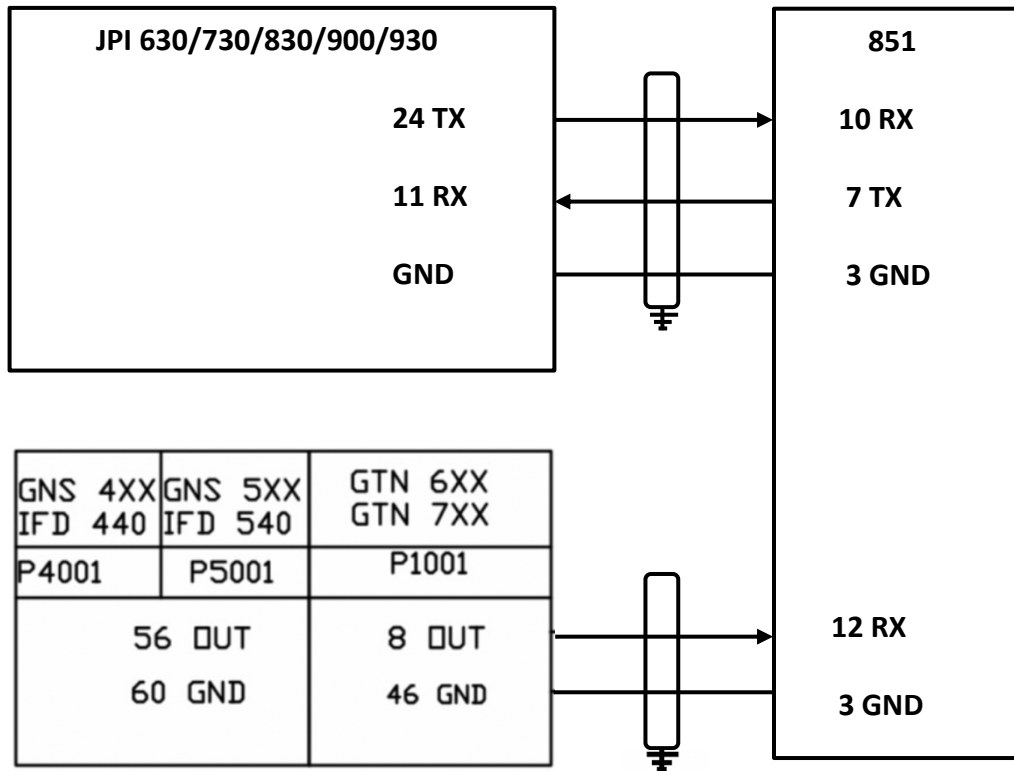 JPI 630/730/830/900/930
24 TX
11 RX
GND
851
10 RX
7 TX
3 GND
12 RX
3 GND
GNS 4XX
IFD 440
GNS 5XX
IFD 540
GTN 6XX
GTN 7XX
P4001
P5001
P1001
56 OUT
60 GND
8 OUT
46 GND